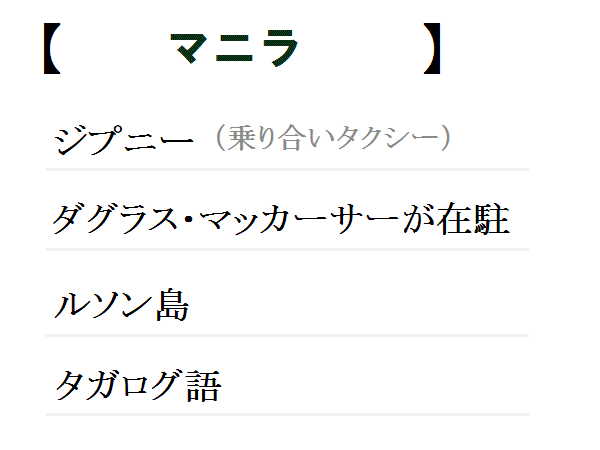 【 マニラ 】
ジプニー（乗り合いタクシー）
ダグラス・マッカーサーが在駐
ルソン島
タガログ語